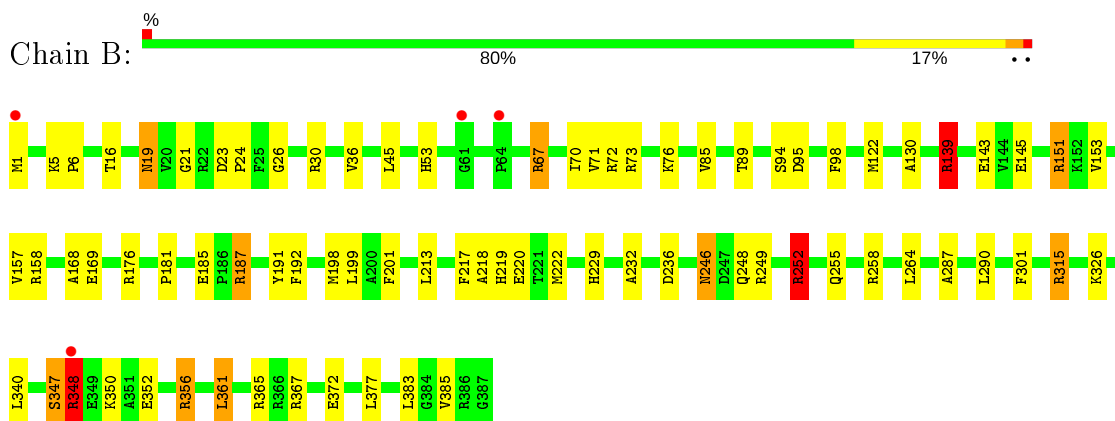 %
Chain B:
80% 17% • •
M1 K5 P6 T16 N19 V20 G21 R22 D23 P24 F25 G26 R30 V36 L45 H53 G61 P64 R67 I70 V71 R72 R73 K76 V85 T89 S94 D95 F98 M122 A130 R139 E143 V144 E145 R151 K152 V153
V157 R158 A168 E169 R176 P181 E185 P186 R187 Y191 F192 M198 L199 A200 F201 L213 F217 A218 H219 E220 T221 M222 H229 A232 D236 N246 D247 Q248 R249 R252 Q255 R258 L264 A287 L290 F301 R315 K326
L340 S347 R348 E349 K350 A351 E352 R356 L361 R365 R366 R367 E372 L377 L383 G384 V385 R386 G387